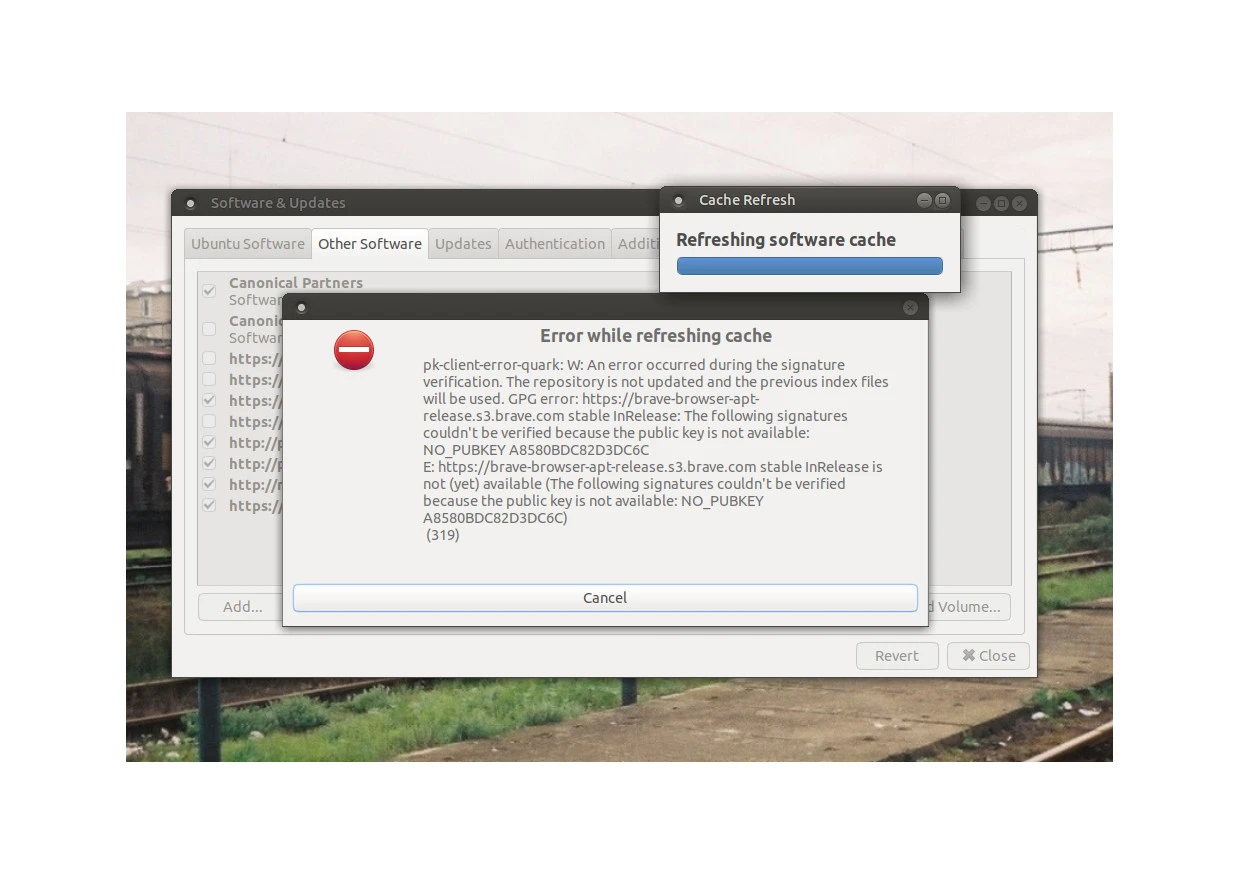 Software & Updates
Cache Refresh
Refreshing software cache
Ubuntu Software
Other Software
Updates
Authentication
Canonical Partners
https:/
https:/
https:/
https:/
https:/
Error while refreshing cache
pk-client-error-quark: W: An error occurred during the signature
verification. The repository is not updated and the previous index files
will be used. GPG error: https://brave-browser-apt-
release.s3.brave.com stable InRelease: The following signatures
couldn't be verified because the public key is not available:
NO_PUBKEY A8580BDC82D3DC6C
E: https://brave-browser-apt-release.s3.brave.com stable InRelease is
not (yet) available (The following signatures couldn't be verified
because the public key is not available: NO_PUBKEY
A8580BDC82D3DC6C)
(319)
Cancel
Add...
Volume...
Revert
Close